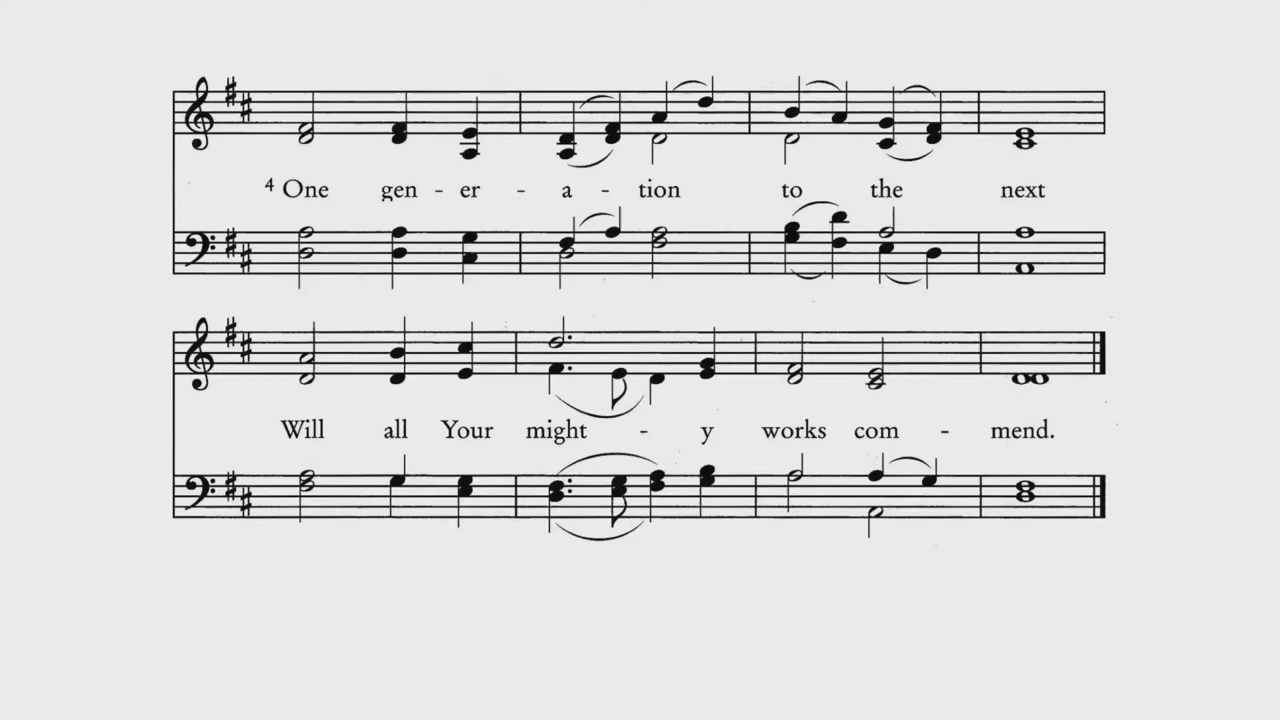 4 One gen - er - a - tion to the next
Will all Your might - y works com - mend.